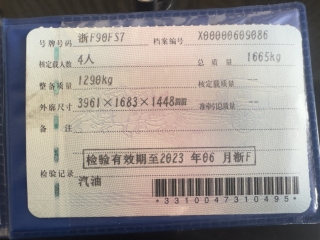 号牌号码 浙F90FS7 档案编号 X00000609086
核定载人数 4人 总质量 1665kg
整备质量 1290kg 核定载质量 --
外廓尺寸 3961×1683×1448mm 准牵引总质量 --
备注
检验有效期至2023年06月浙F
检验记录
汽油
*3310047310495*